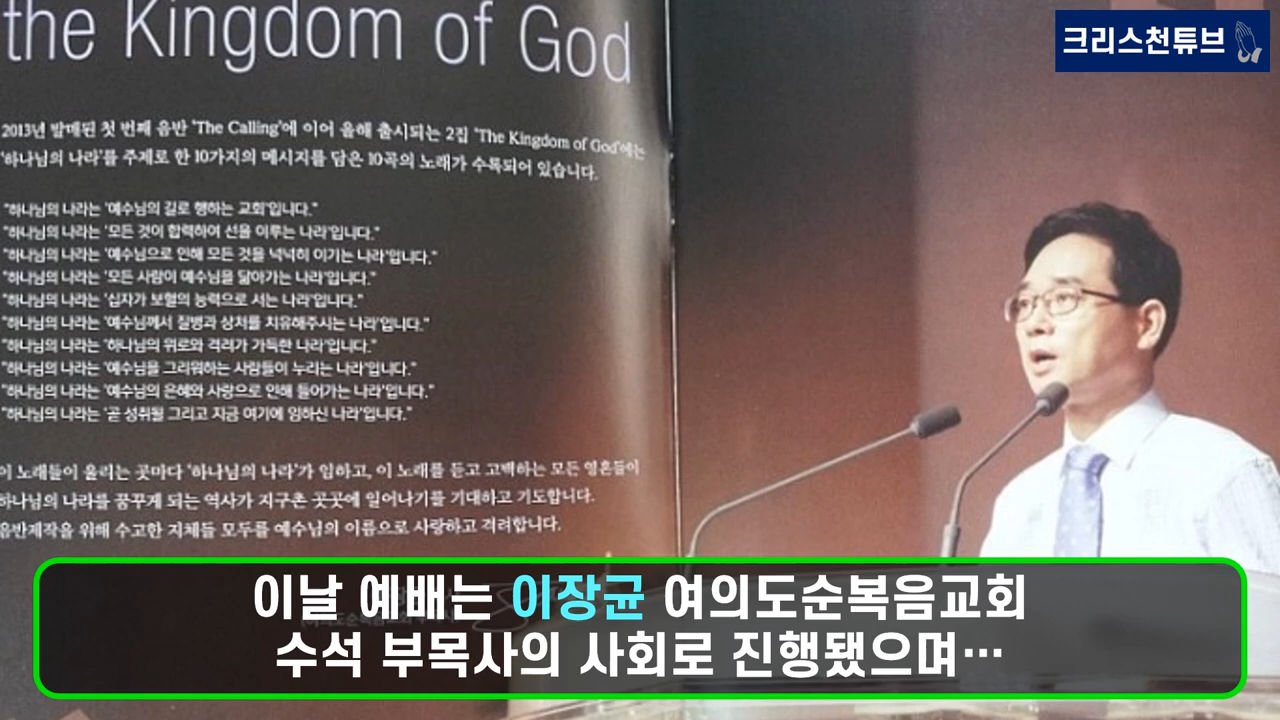 the Kingdom of God
크리스천튜브
2013년 발매된 첫 번째 음반 'The Calling'에 이어 올해 출시되는 2집 'The Kingdom of God'에는
'하나님의 나라'를 주제로 한 10가지의 메시지를 담은 10곡의 노래가 수록되어 있습니다.
"하나님의 나라는 '예수님의 길로 행하는 교회'입니다."
"하나님의 나라는 '모든 것이 합력하여 선을 이루는 나라'입니다."
"하나님의 나라는 '예수님으로 인해 모든 것을 넉넉히 이기는 나라'입니다."
"하나님의 나라는 '모든 사람이 예수님을 닮아가는 나라'입니다."
"하나님의 나라는 '십자가 보혈의 능력으로 서는 나라'입니다."
"하나님의 나라는 '예수님께서 질병과 상처를 치유해주시는 나라'입니다."
"하나님의 나라는 '하나님의 위로와 격려가 가득한 나라'입니다."
"하나님의 나라는 '예수님을 그리워하는 사람들이 누리는 나라'입니다."
"하나님의 나라는 '예수님의 은혜와 사랑으로 인해 들어가는 나라'입니다."
"하나님의 나라는 '곧 성취될 그리고 지금 여기에 임하신 나라'입니다."
이 노래들이 울리는 곳마다 '하나님의 나라'가 임하고, 이 노래를 듣고 고백하는 모든 영혼들이
하나님의 나라를 꿈꾸게 되는 역사가 지구촌 곳곳에 일어나기를 기대하고 기도합니다.
음반제작을 위해 수고한 지체들 모두를 예수님의 이름으로 사랑하고 격려합니다.
이날 예배는 이장균 여의도순복음교회
수석 부목사의 사회로 진행됐으며…